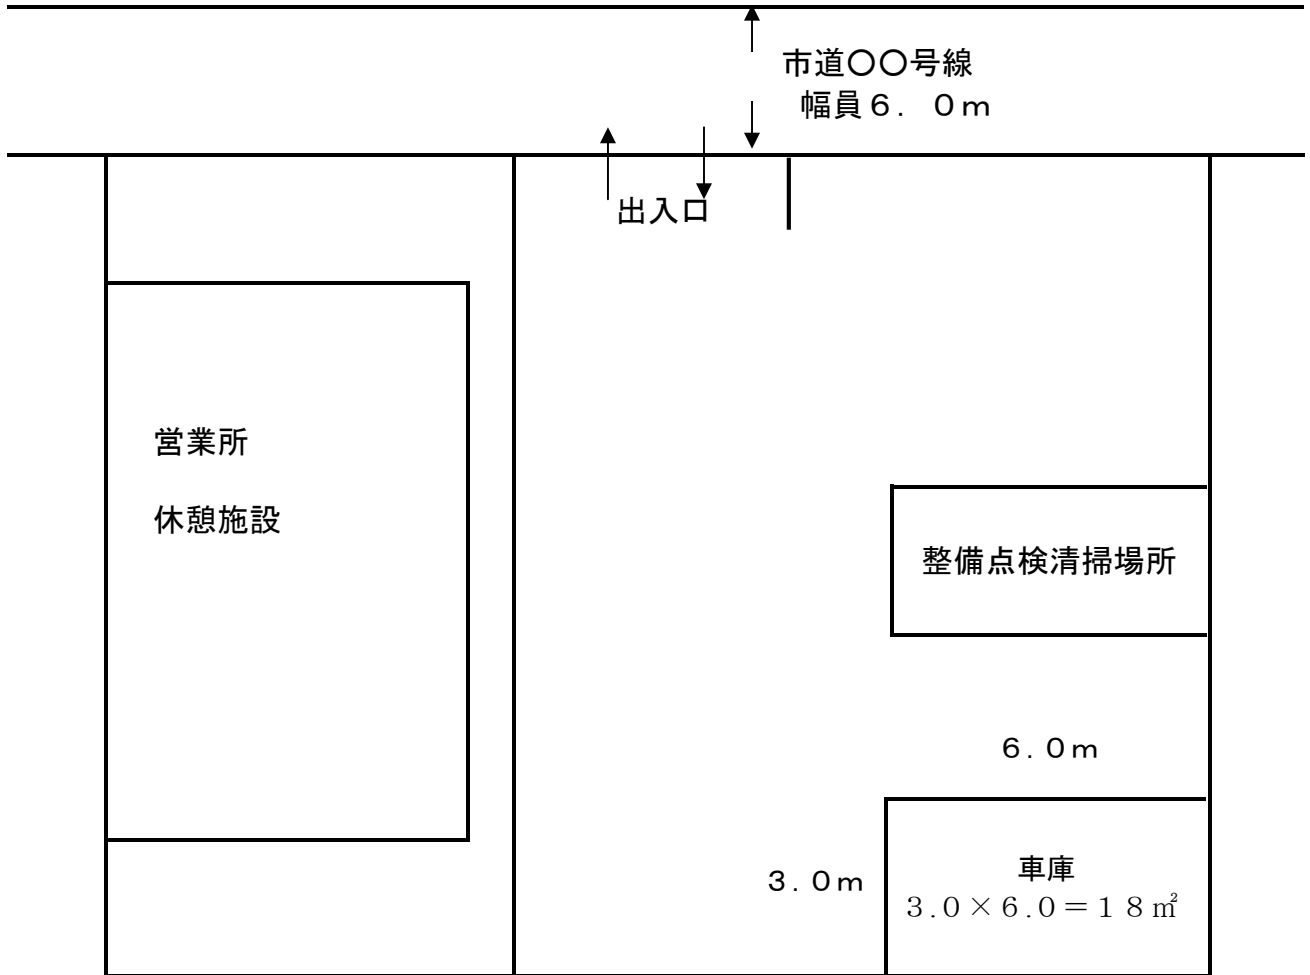 市道〇〇号線
幅員６．０ｍ
出入口
営業所
休憩施設
整備点検清掃場所
６.０ｍ
３.０ｍ
車庫
３.０×６.０＝１８㎡